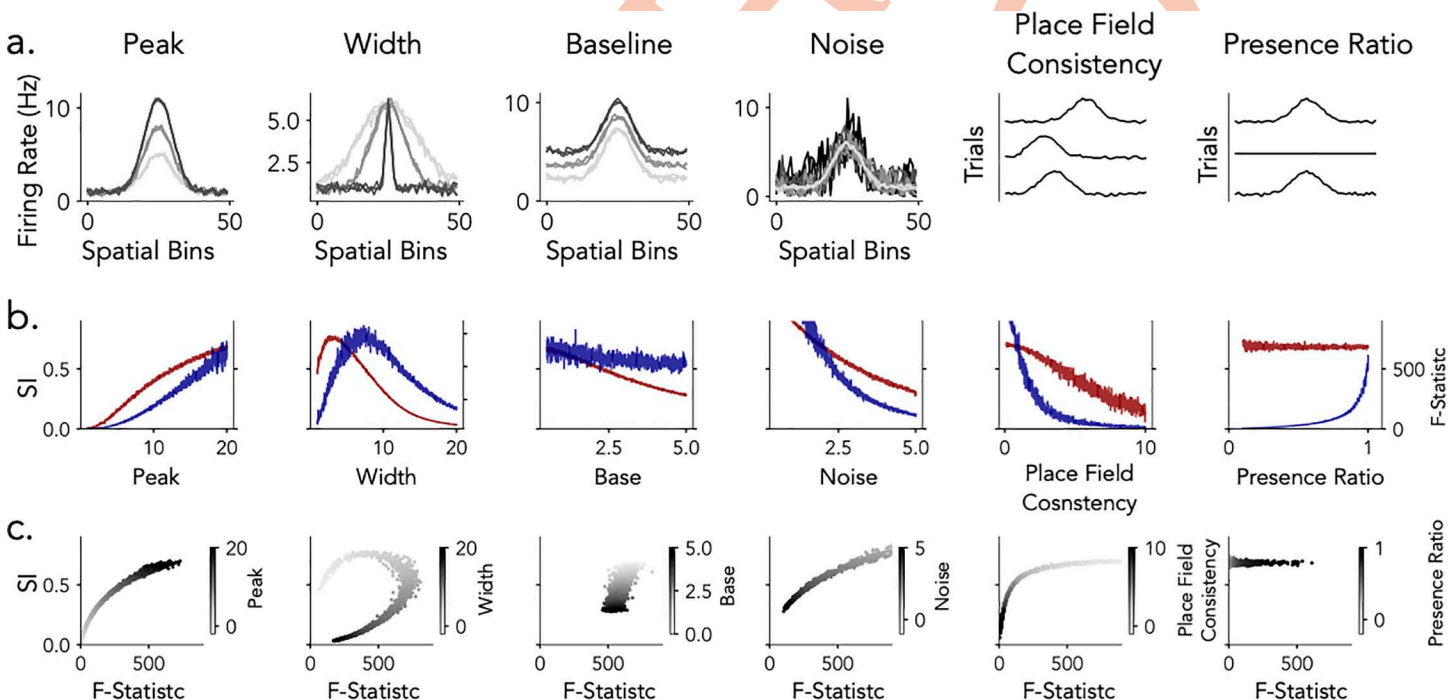 a.
Peak
Width
Baseline
Noise
Place Field
Consistency
Presence Ratio
Firing Rate (Hz)
10
0
0
50
Spatial Bins
5.0
2.5
0
50
Spatial Bins
10
0
0
50
Spatial Bins
10
0
0
50
Spatial Bins
Trials
Trials
b.
SI
0.5
0.0
10
20
Peak
10
20
Width
2.5
5.0
Base
2.5
5.0
Noise
0
10
Place Field
Cosnstency
0
1
Presence Ratio
500
0
F-Statistc
c.
SI
0.5
0.0
0
500
F-Statistc
20
0
Peak
0
500
F-Statistc
20
0
Width
0
500
F-Statistc
5.0
2.5
0.0
Base
0
500
F-Statistc
5
0
Noise
0
500
F-Statistc
10
0
Place Field
Consistency
0
500
F-Statistc
1
0
Presence Ratio